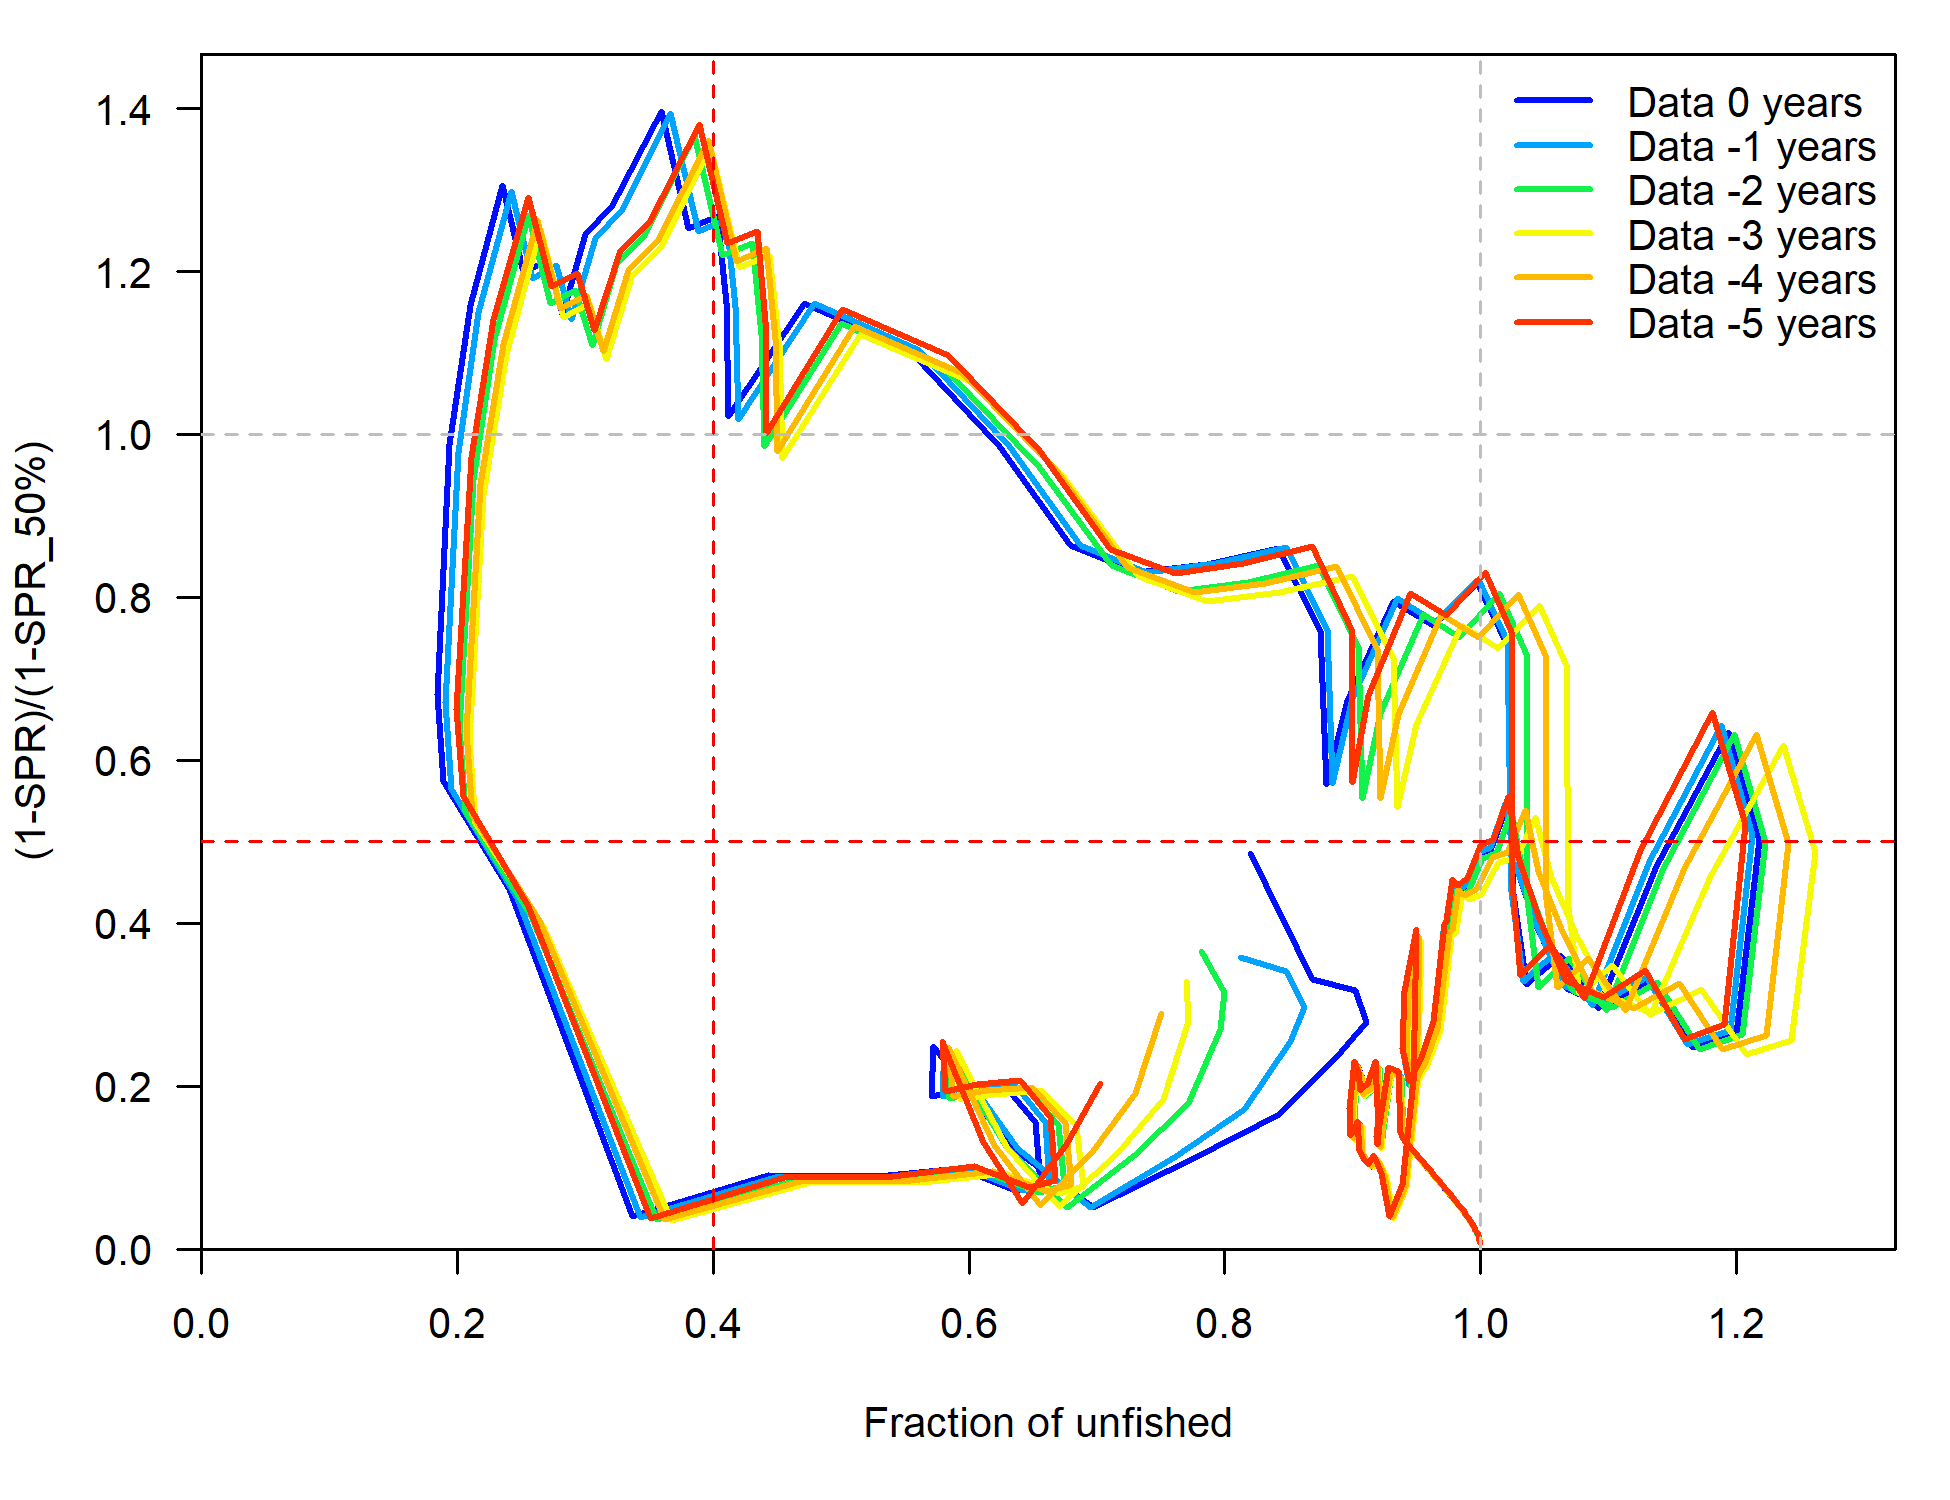 Data 0 years
Data -1 years
Data -2 years
Data -3 years
Data -4 years
Data -5 years
1.4
1.2
1.0
0.8
0.6
0.4
0.2
0.0
(1-SPR)/(1-SPR_50%)
0.0 0.2 0.4 0.6 0.8 1.0 1.2
Fraction of unfished